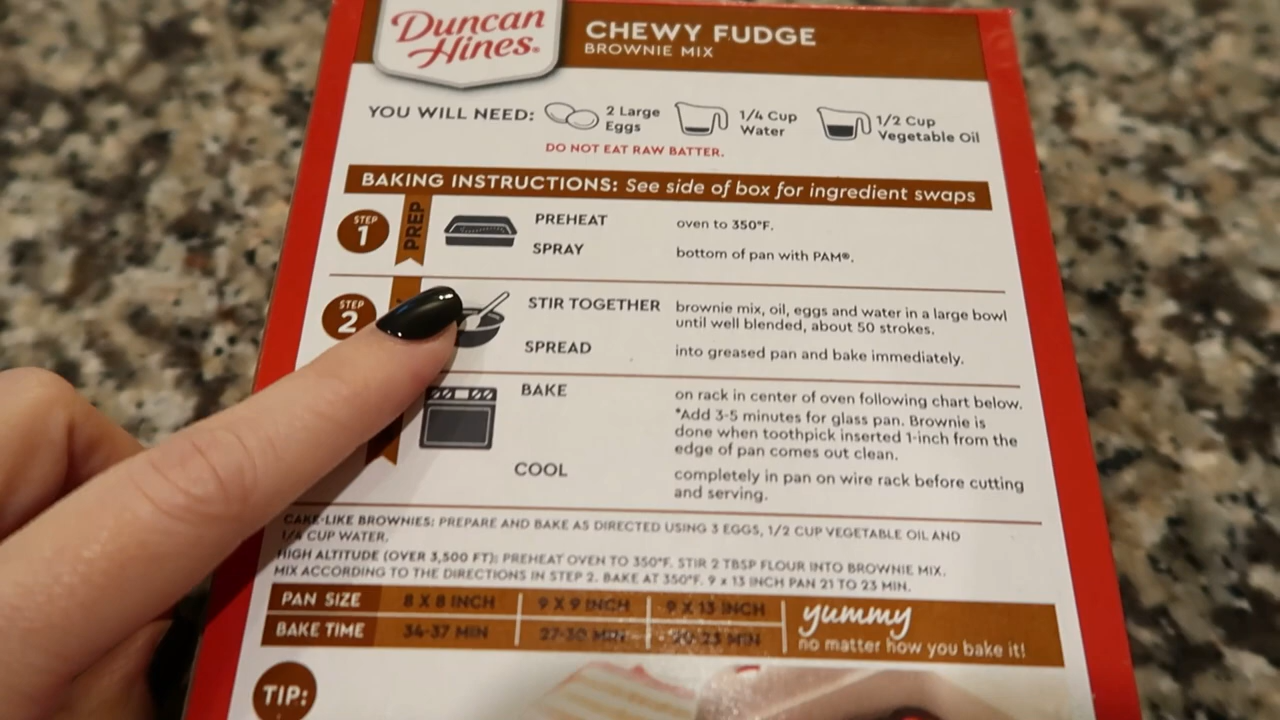 Duncan
Hines®
CHEWY FUDGE
BROWNIE MIX
YOU WILL NEED:
2 Large
Eggs
1/4 Cup
Water
1/2 Cup
Vegetable Oil
DO NOT EAT RAW BATTER.
BAKING INSTRUCTIONS: See side of box for ingredient swaps
STEP
1
PREP
PREHEAT
oven to 350°F.
SPRAY
bottom of pan with PAM®.
STEP
2
STIR TOGETHER
brownie mix, oil, eggs and water in a large bowl
until well blended, about 50 strokes.
SPREAD
into greased pan and bake immediately.
BAKE
on rack in center of oven following chart below.
*Add 3-5 minutes for glass pan. Brownie is
done when toothpick inserted 1-inch from the
edge of pan comes out clean.
COOL
completely in pan on wire rack before cutting
and serving.
CAKE-LIKE BROWNIES: PREPARE AND BAKE AS DIRECTED USING 3 EGGS, 1/2 CUP VEGETABLE OIL AND
1/4 CUP WATER.
HIGH ALTITUDE (OVER 3,500 FT): PREHEAT OVEN TO 350°F. STIR 2 TBSP FLOUR INTO BROWNIE MIX.
MIX ACCORDING TO THE DIRECTIONS IN STEP 2. BAKE AT 350°F. 9 x 13 INCH PAN 21 TO 23 MIN.
PAN SIZE 8 X 8 INCH 9 X 9 INCH 9 X 13 INCH
BAKE TIME 34-37 MIN 27-30 MIN 20-23 MIN
yummy
no matter how you bake it!
TIP: